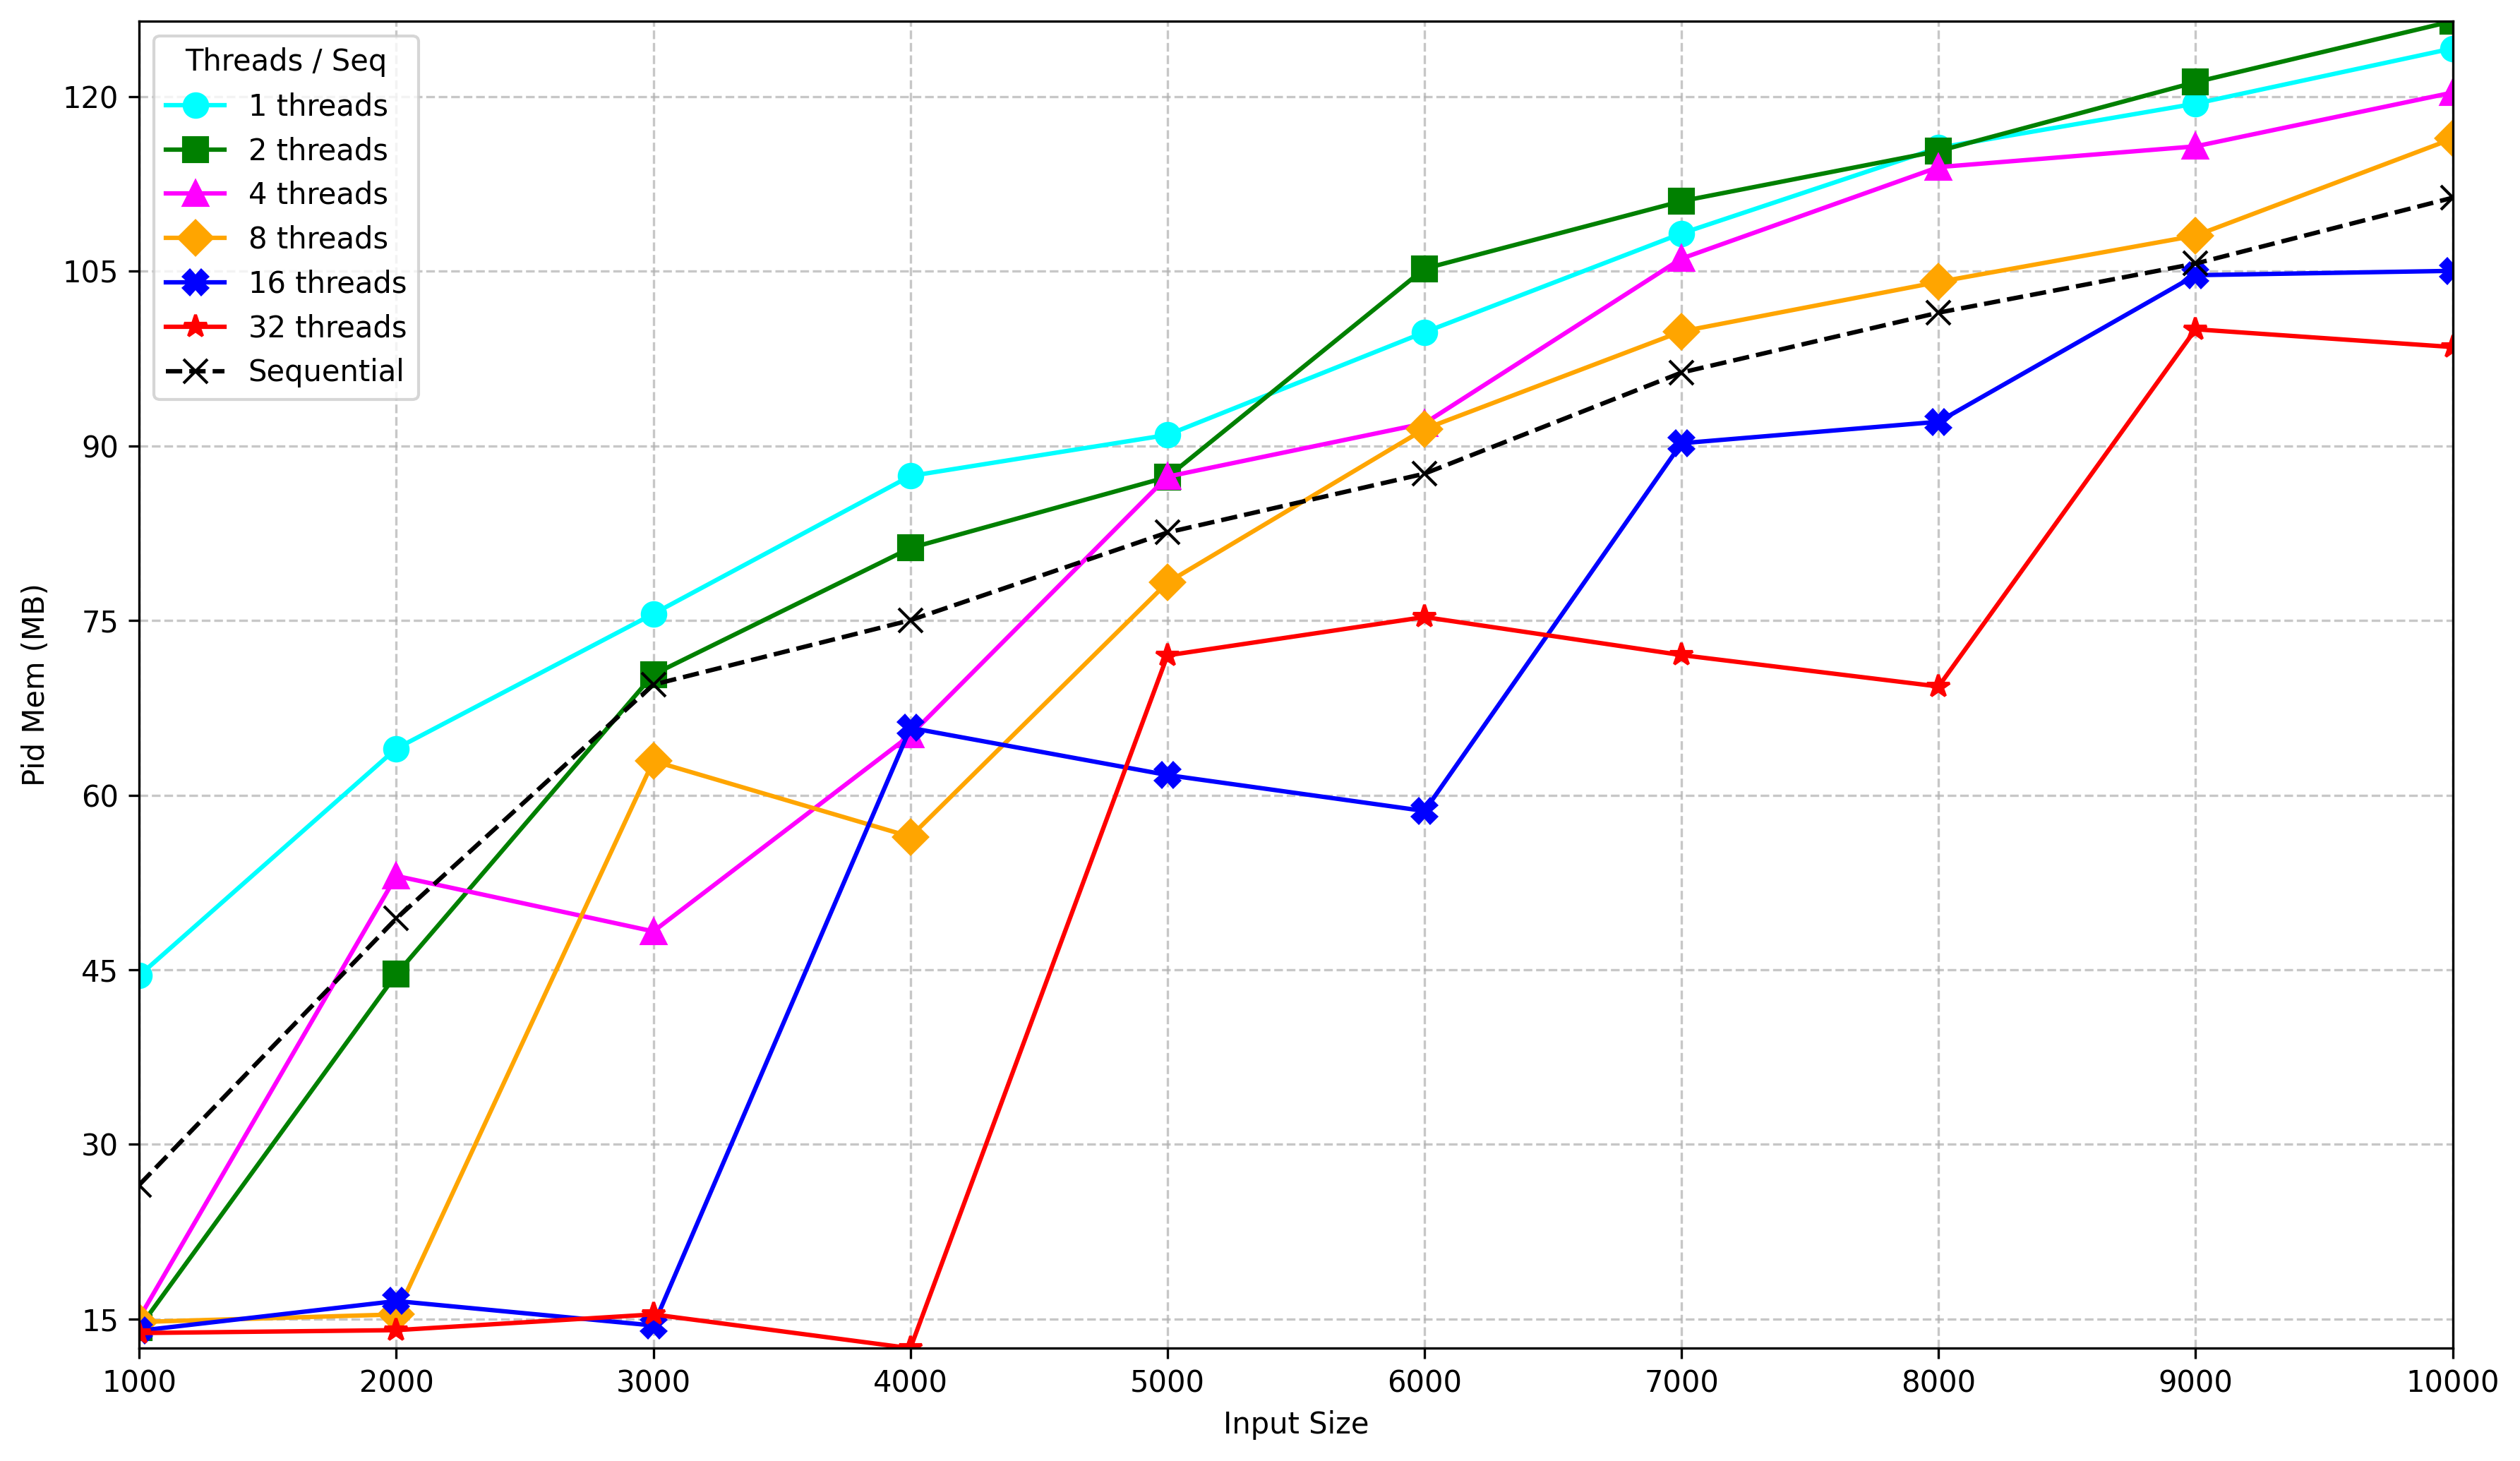 Threads / Seq
1 threads
2 threads
4 threads
8 threads
16 threads
32 threads
Sequential
120
105
90
75
60
45
30
15
Pid Mem (MB)
1000 2000 3000 4000 5000 6000 7000 8000 9000 10000
Input Size